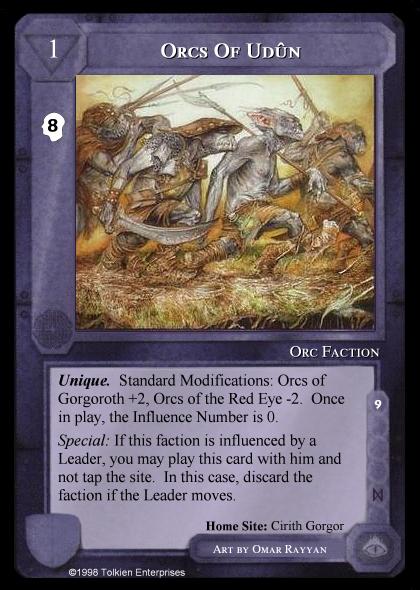 1
Orcs Of Udûn
8
Orc Faction
Unique. Standard Modifications: Orcs of
Gorgoroth +2, Orcs of the Red Eye -2. Once
in play, the Influence Number is 0.
9
Special: If this faction is influenced by a
Leader, you may play this card with him and
not tap the site. In this case, discard the
faction if the Leader moves.
Home Site: Cirith Gorgor
Art by Omar Rayyan
©1998 Tolkien Enterprises